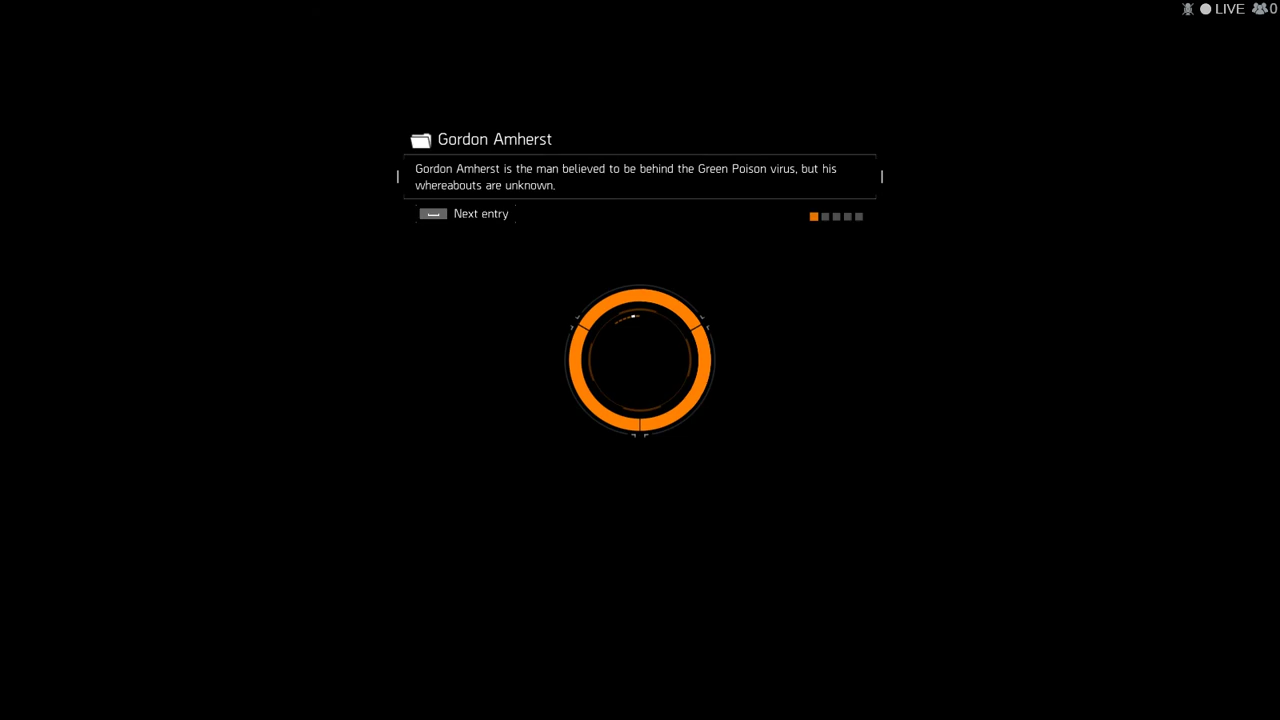 LIVE 0
Gordon Amherst
Gordon Amherst is the man believed to be behind the Green Poison virus, but his
whereabouts are unknown.
Next entry